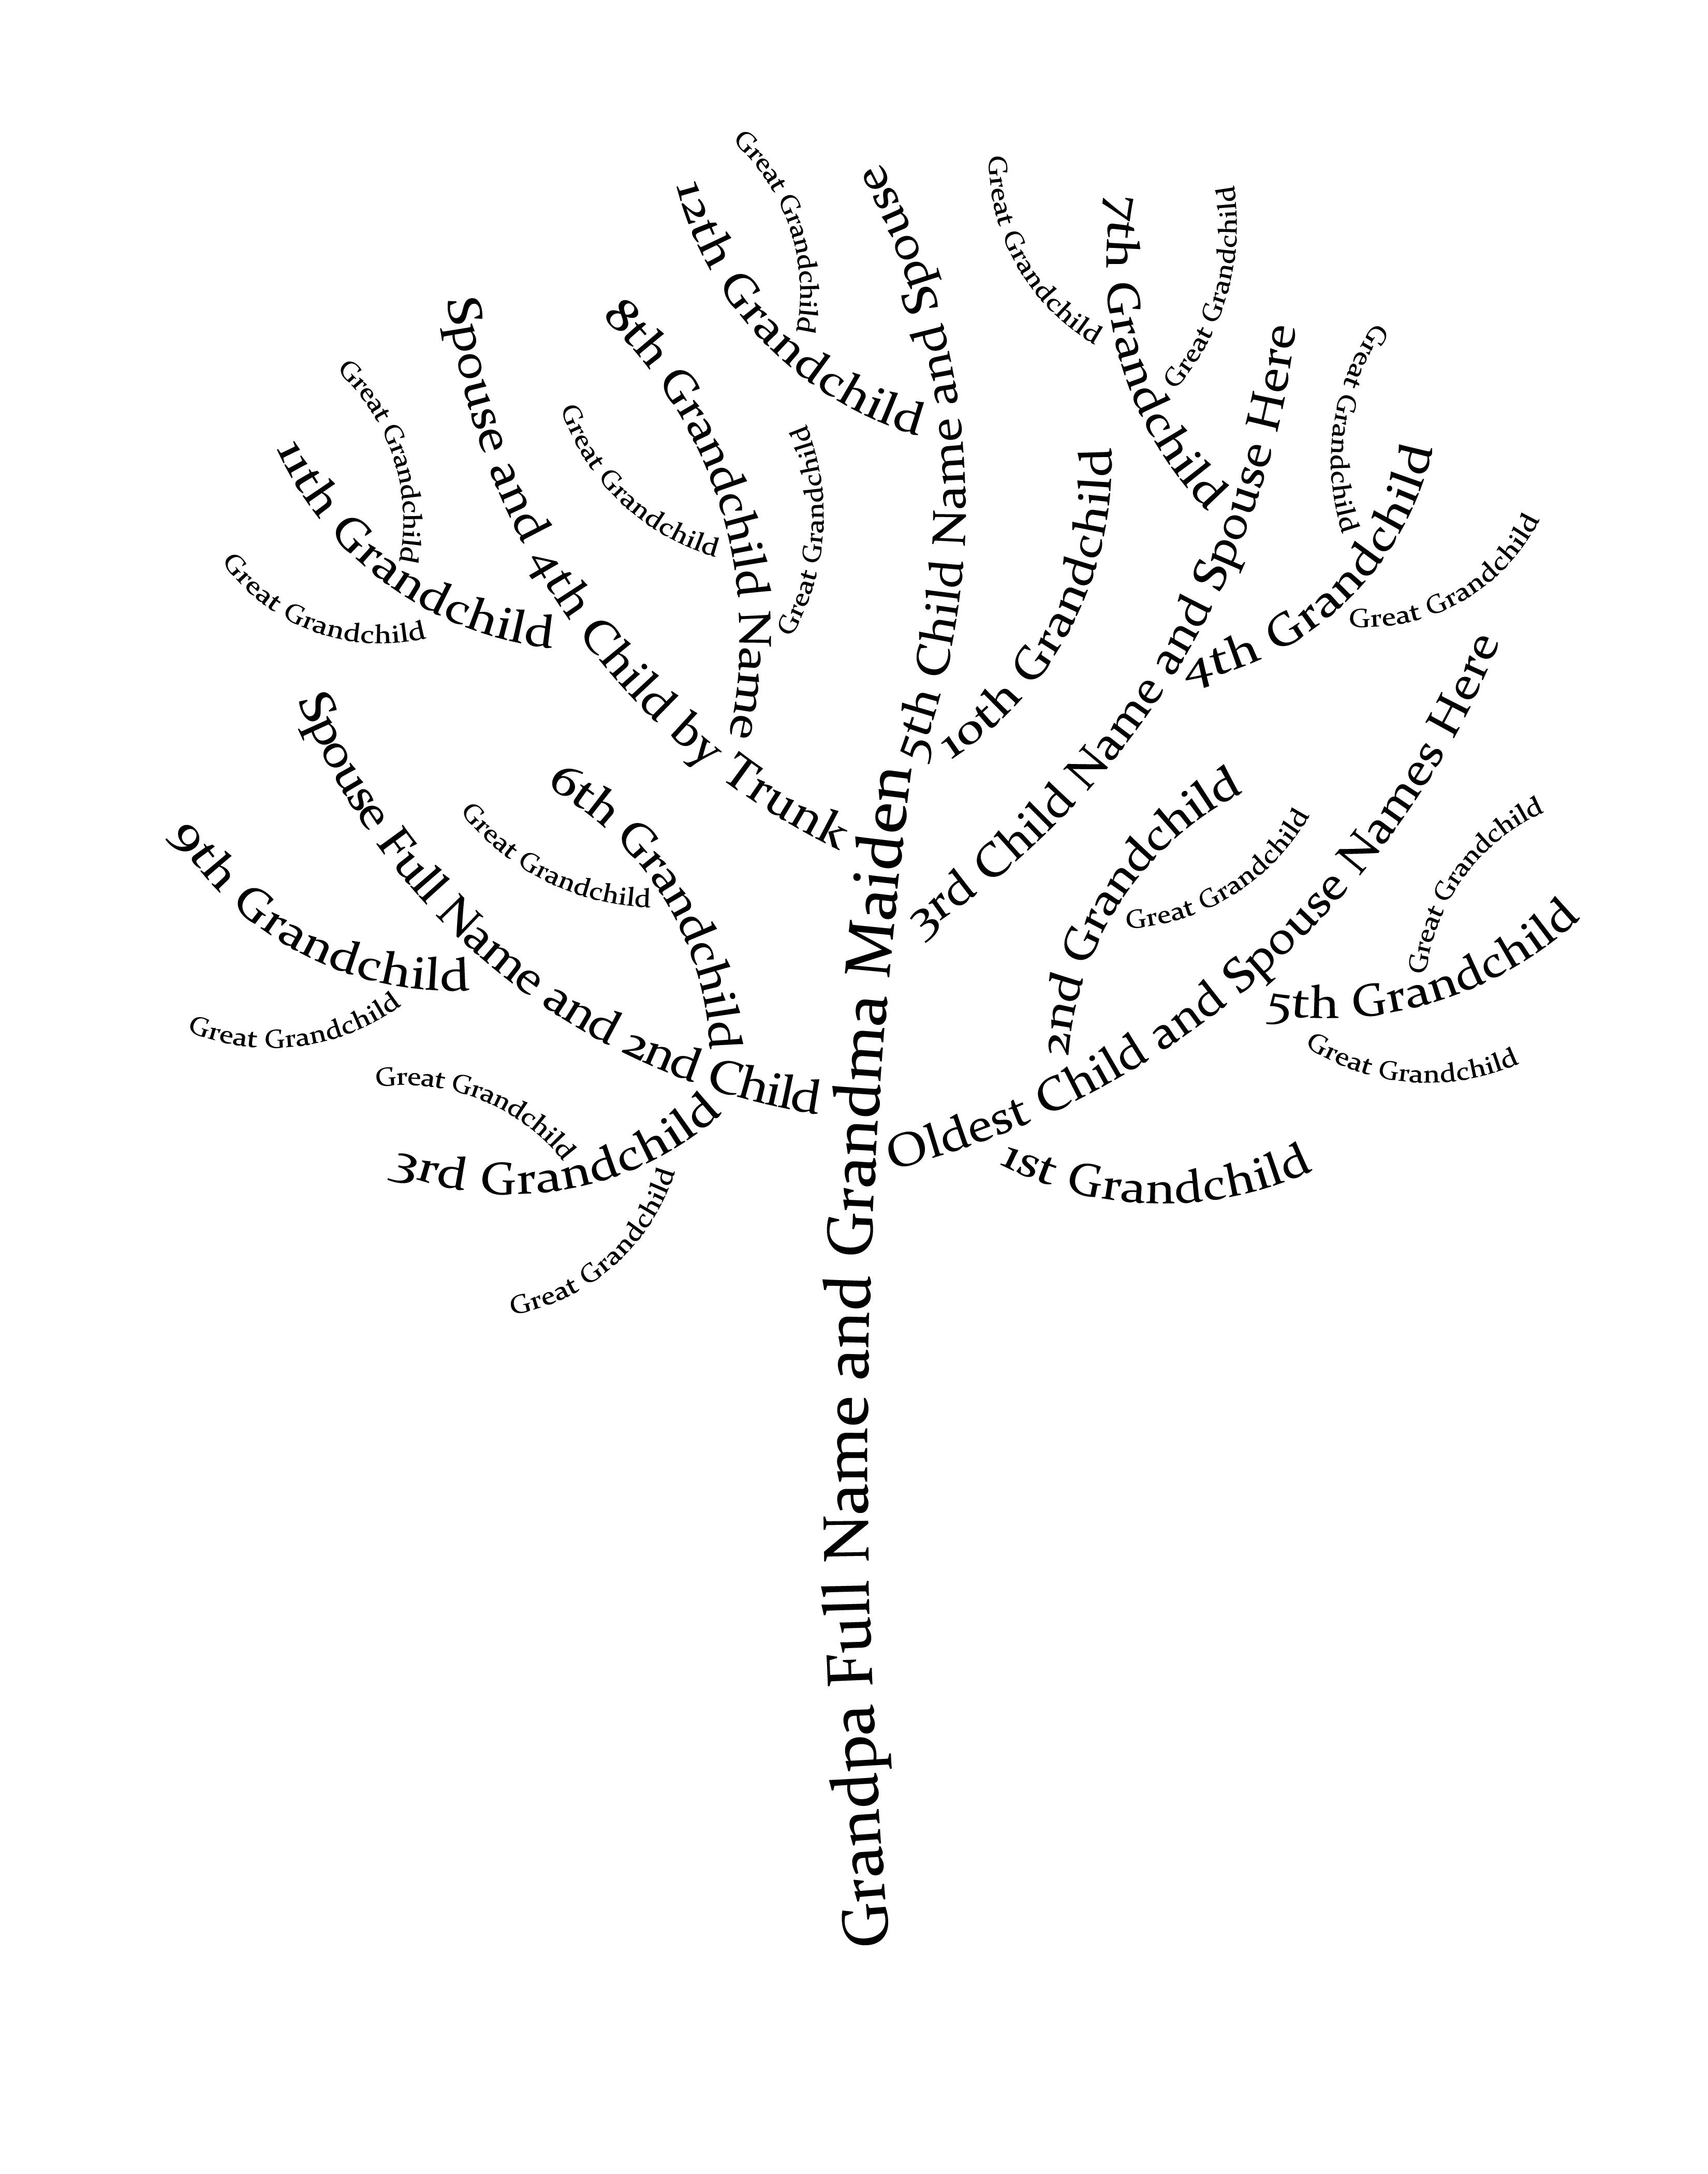 Great Grandchild
12th Grandchild
5th Child Name and Spouse
Great Grandchild
7th Grandchild
Great Grandchild
Spouse and 4th Child by Trunk
8th Grandchild Name
Great Grandchild
Great Grandchild
Great Grandchild
11th Grandchild
Great Grandchild
10th Grandchild
3rd Child Name and Spouse Here
Great Grandchild
4th Grandchild
Great Grandchild
Spouse Full Name and 2nd Child
9th Grandchild
Great Grandchild
6th Grandchild
Great Grandchild
2nd Grandchild
Great Grandchild
Oldest Child and Spouse Names Here
Great Grandchild
5th Grandchild
Great Grandchild
Great Grandchild
3rd Grandchild
Great Grandchild
1st Grandchild
Grandpa Full Name and Grandma Maiden